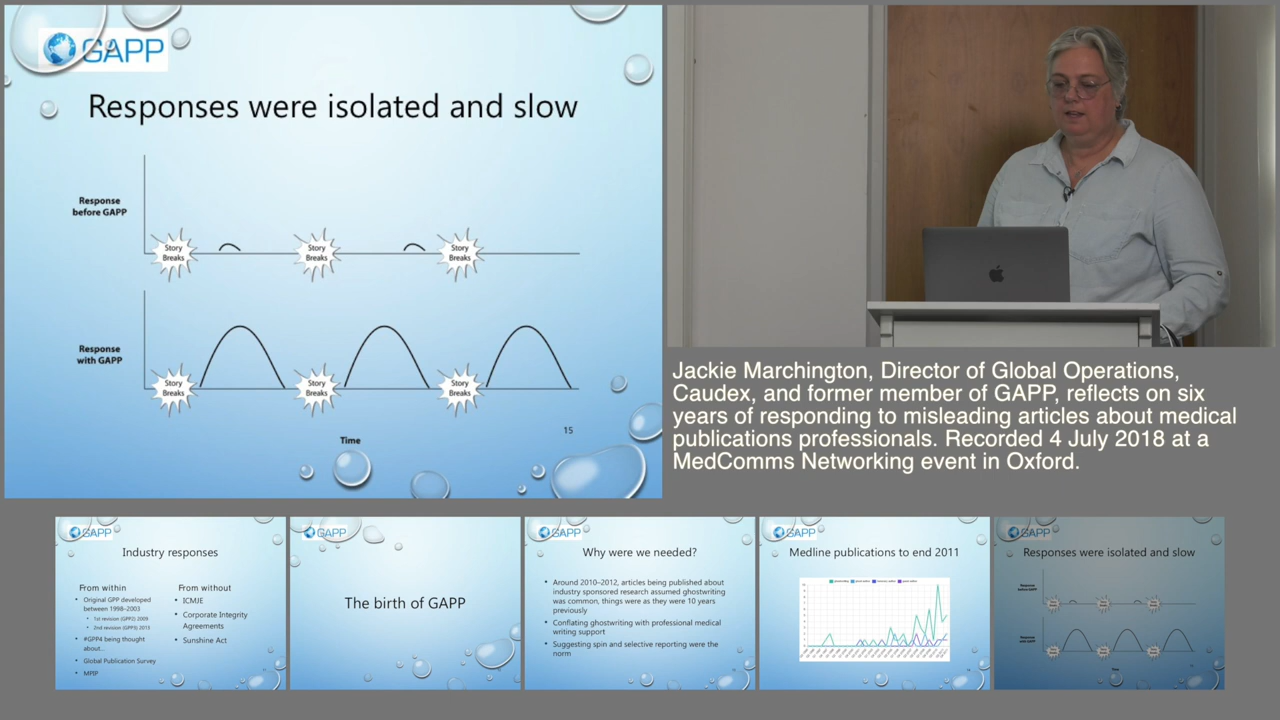 GAPP
Responses were isolated and slow
Response
before GAPP
Story
Breaks
Story
Breaks
Story
Breaks
Response
with GAPP
Story
Breaks
Story
Breaks
Story
Breaks
Time
15
Jackie Marchington, Director of Global Operations,
Caudex, and former member of GAPP, reflects on six
years of responding to misleading articles about medical
publications professionals. Recorded 4 July 2018 at a
MedComms Networking event in Oxford.
GAPP
Industry responses
From within
• Original GPP developed
between 1998–2003
• 1st revision (GPP2) 2009
• 2nd revision (GPP3) 2015
• #GPP4 being thought
about...
• Global Publication Survey
• MPIP
From without
• ICMJE
• Corporate Integrity
Agreements
• Sunshine Act
GAPP
The birth of GAPP
GAPP
Why were we needed?
• Around 2010–2012, articles being published about
industry sponsored research assumed ghostwriting
was common, things were as they were 10 years
previously
• Conflating ghostwriting with professional medical
writing support
• Suggesting spin and selective reporting were the
norm
GAPP
Medline publications to end 2011
GAPP
Responses were isolated and slow